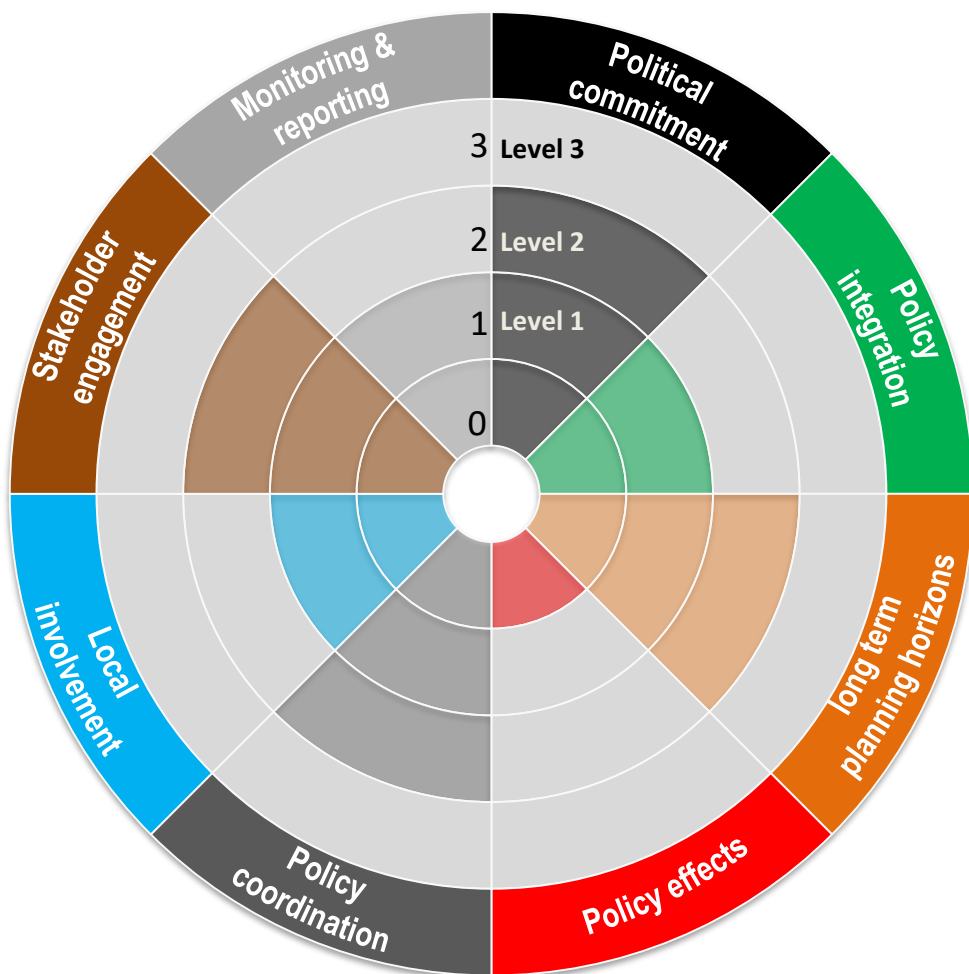 Monitoring &
reporting
Political
commitment
3 Level 3
Stakeholder
engagement
2 Level 2
Policy
integration
1 Level 1
0
Local
involvement
long term
planning horizons
Policy
coordination
Policy effects